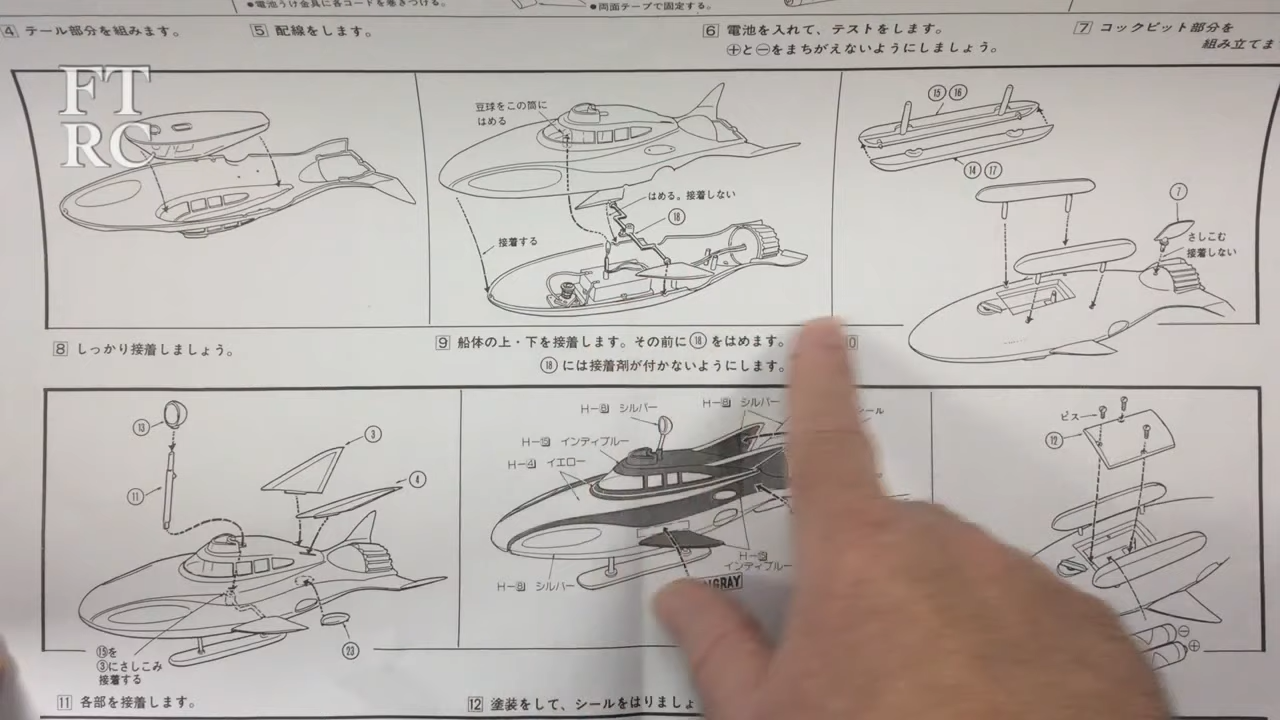 ●電池うけ金具に各コードを巻きつける。
●両面テープで固定する。
4 テール部分を組みます。
5 配線をします。
6 電池を入れて、テストをします。
⊕と⊖をまちがえないようにしましょう。
7 コックピット部分を
組み立てま
FT
RC
豆球をこの筒に
はめる
はめる。接着しない
⑱
接着する
⑮ ⑯
⑭ ⑰
⑦
さしこむ
接着しない
8 しっかり接着しましょう。
9 船体の上・下を接着します。その前に⑱をはめます。
⑱には接着剤が付かないようにします。
⑬
⑪
③
④
㉓
⑮を
③にさしこみ
接着する
11 各部を接着します。
H-8 シルバー
H-8 シルバー
シール
インディブルー
H-4 イエロー
H-8 シルバー
インディブルー
NGRAY
12 塗装をして、シールをはりましょ
ビス
⑫
⊖
⊕